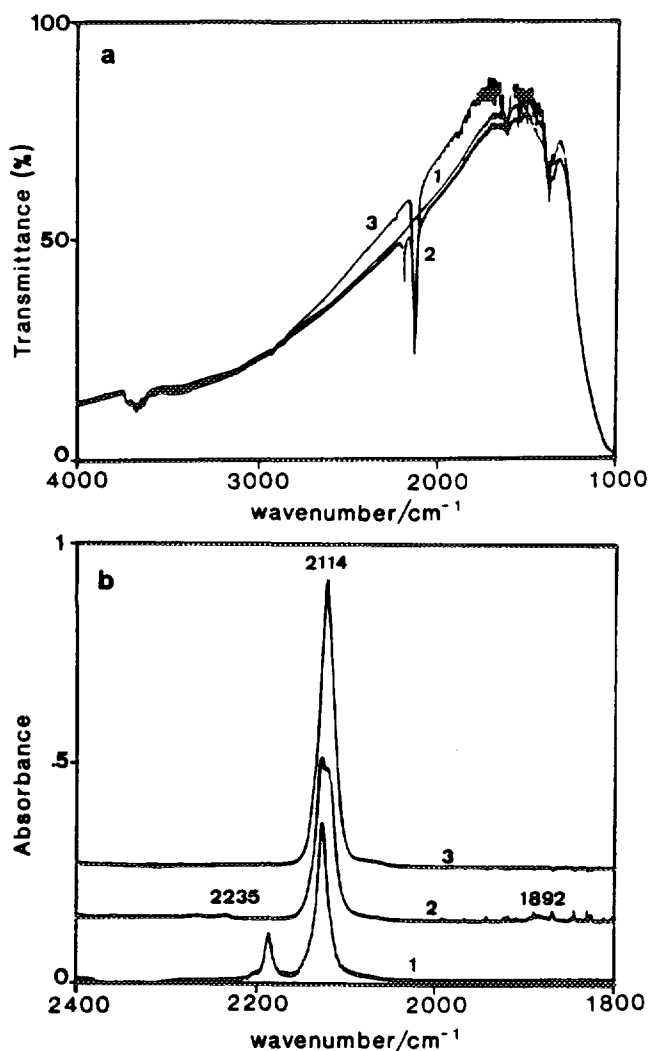 100
a
Transmittance (%)
1
3
50
2
0
4000 3000 2000 1000
wavenumber/cm⁻¹
1
b
2114
Absorbance
.5
3
2235
2
1892
1
0
2400 2200 2000 1800
wavenumber/cm⁻¹